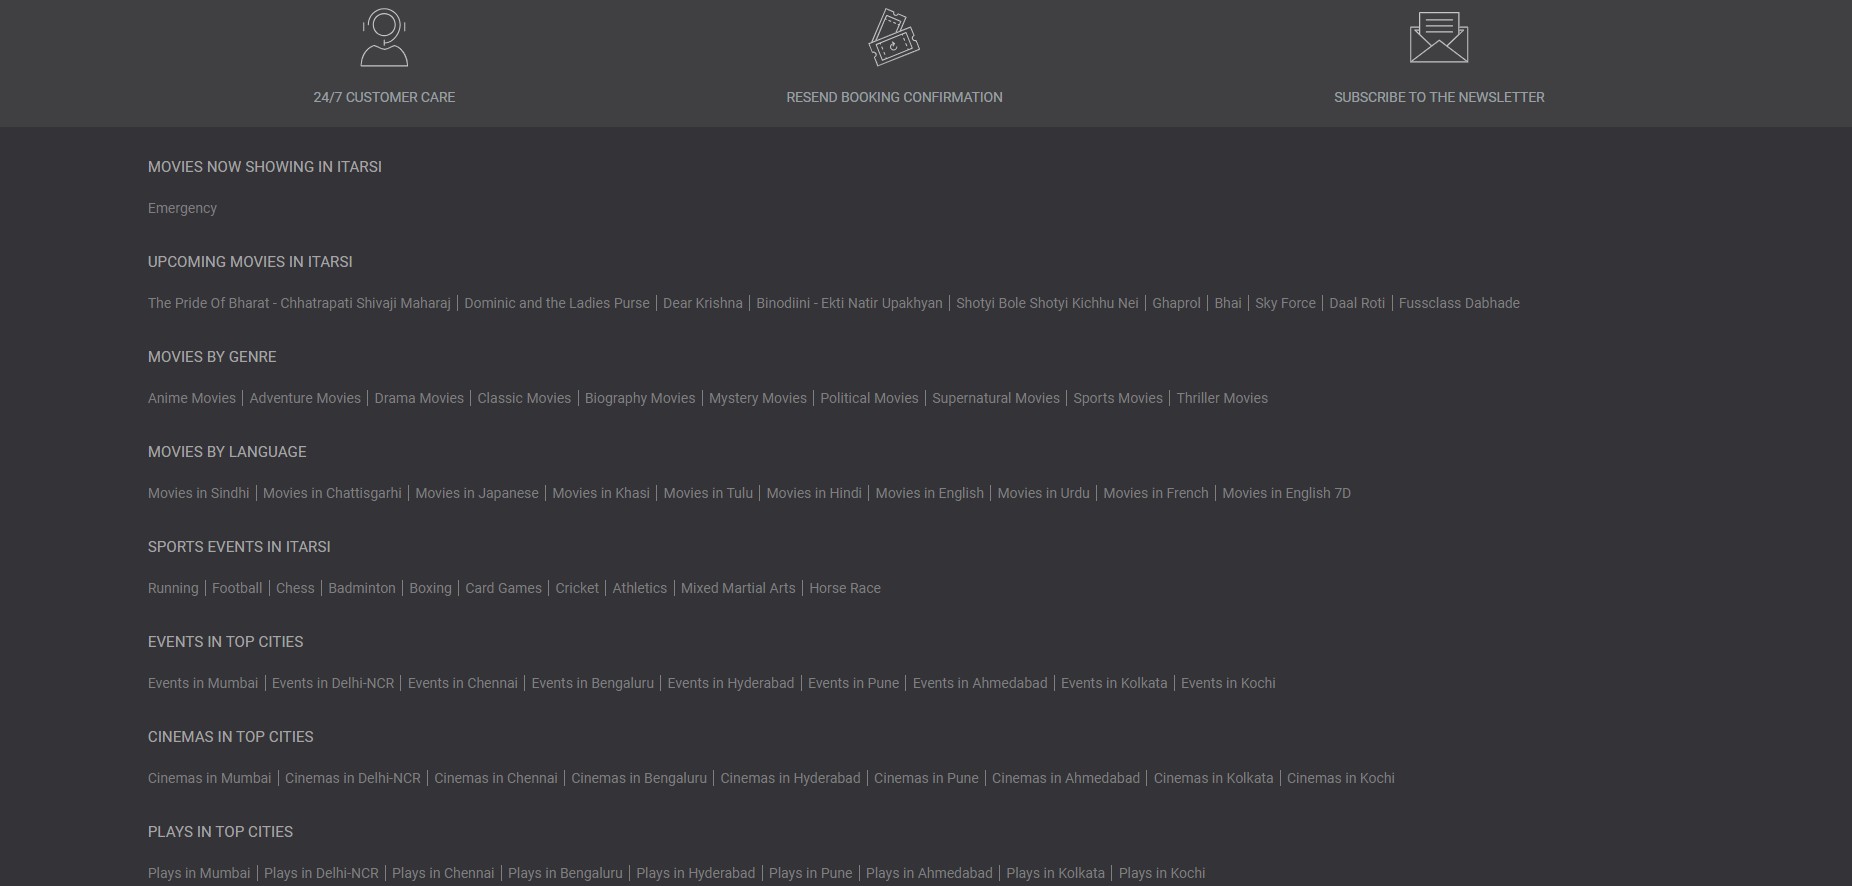 24/7 CUSTOMER CARE
RESEND BOOKING CONFIRMATION
SUBSCRIBE TO THE NEWSLETTER
MOVIES NOW SHOWING IN ITARSI
Emergency
UPCOMING MOVIES IN ITARSI
The Pride Of Bharat - Chhatrapati Shivaji Maharaj | Dominic and the Ladies Purse | Dear Krishna | Binodiini - Ekti Natir Upakhyan | Shotyi Bole Shotyi Kichhu Nei | Ghaprol | Bhai | Sky Force | Daal Roti | Fussclass Dabhade
MOVIES BY GENRE
Anime Movies | Adventure Movies | Drama Movies | Classic Movies | Biography Movies | Mystery Movies | Political Movies | Supernatural Movies | Sports Movies | Thriller Movies
MOVIES BY LANGUAGE
Movies in Sindhi | Movies in Chattisgarhi | Movies in Japanese | Movies in Khasi | Movies in Tulu | Movies in Hindi | Movies in English | Movies in Urdu | Movies in French | Movies in English 7D
SPORTS EVENTS IN ITARSI
Running | Football | Chess | Badminton | Boxing | Card Games | Cricket | Athletics | Mixed Martial Arts | Horse Race
EVENTS IN TOP CITIES
Events in Mumbai | Events in Delhi-NCR | Events in Chennai | Events in Bengaluru | Events in Hyderabad | Events in Pune | Events in Ahmedabad | Events in Kolkata | Events in Kochi
CINEMAS IN TOP CITIES
Cinemas in Mumbai | Cinemas in Delhi-NCR | Cinemas in Chennai | Cinemas in Bengaluru | Cinemas in Hyderabad | Cinemas in Pune | Cinemas in Ahmedabad | Cinemas in Kolkata | Cinemas in Kochi
PLAYS IN TOP CITIES
Plays in Mumbai | Plays in Delhi-NCR | Plays in Chennai | Plays in Bengaluru | Plays in Hyderabad | Plays in Pune | Plays in Ahmedabad | Plays in Kolkata | Plays in Kochi